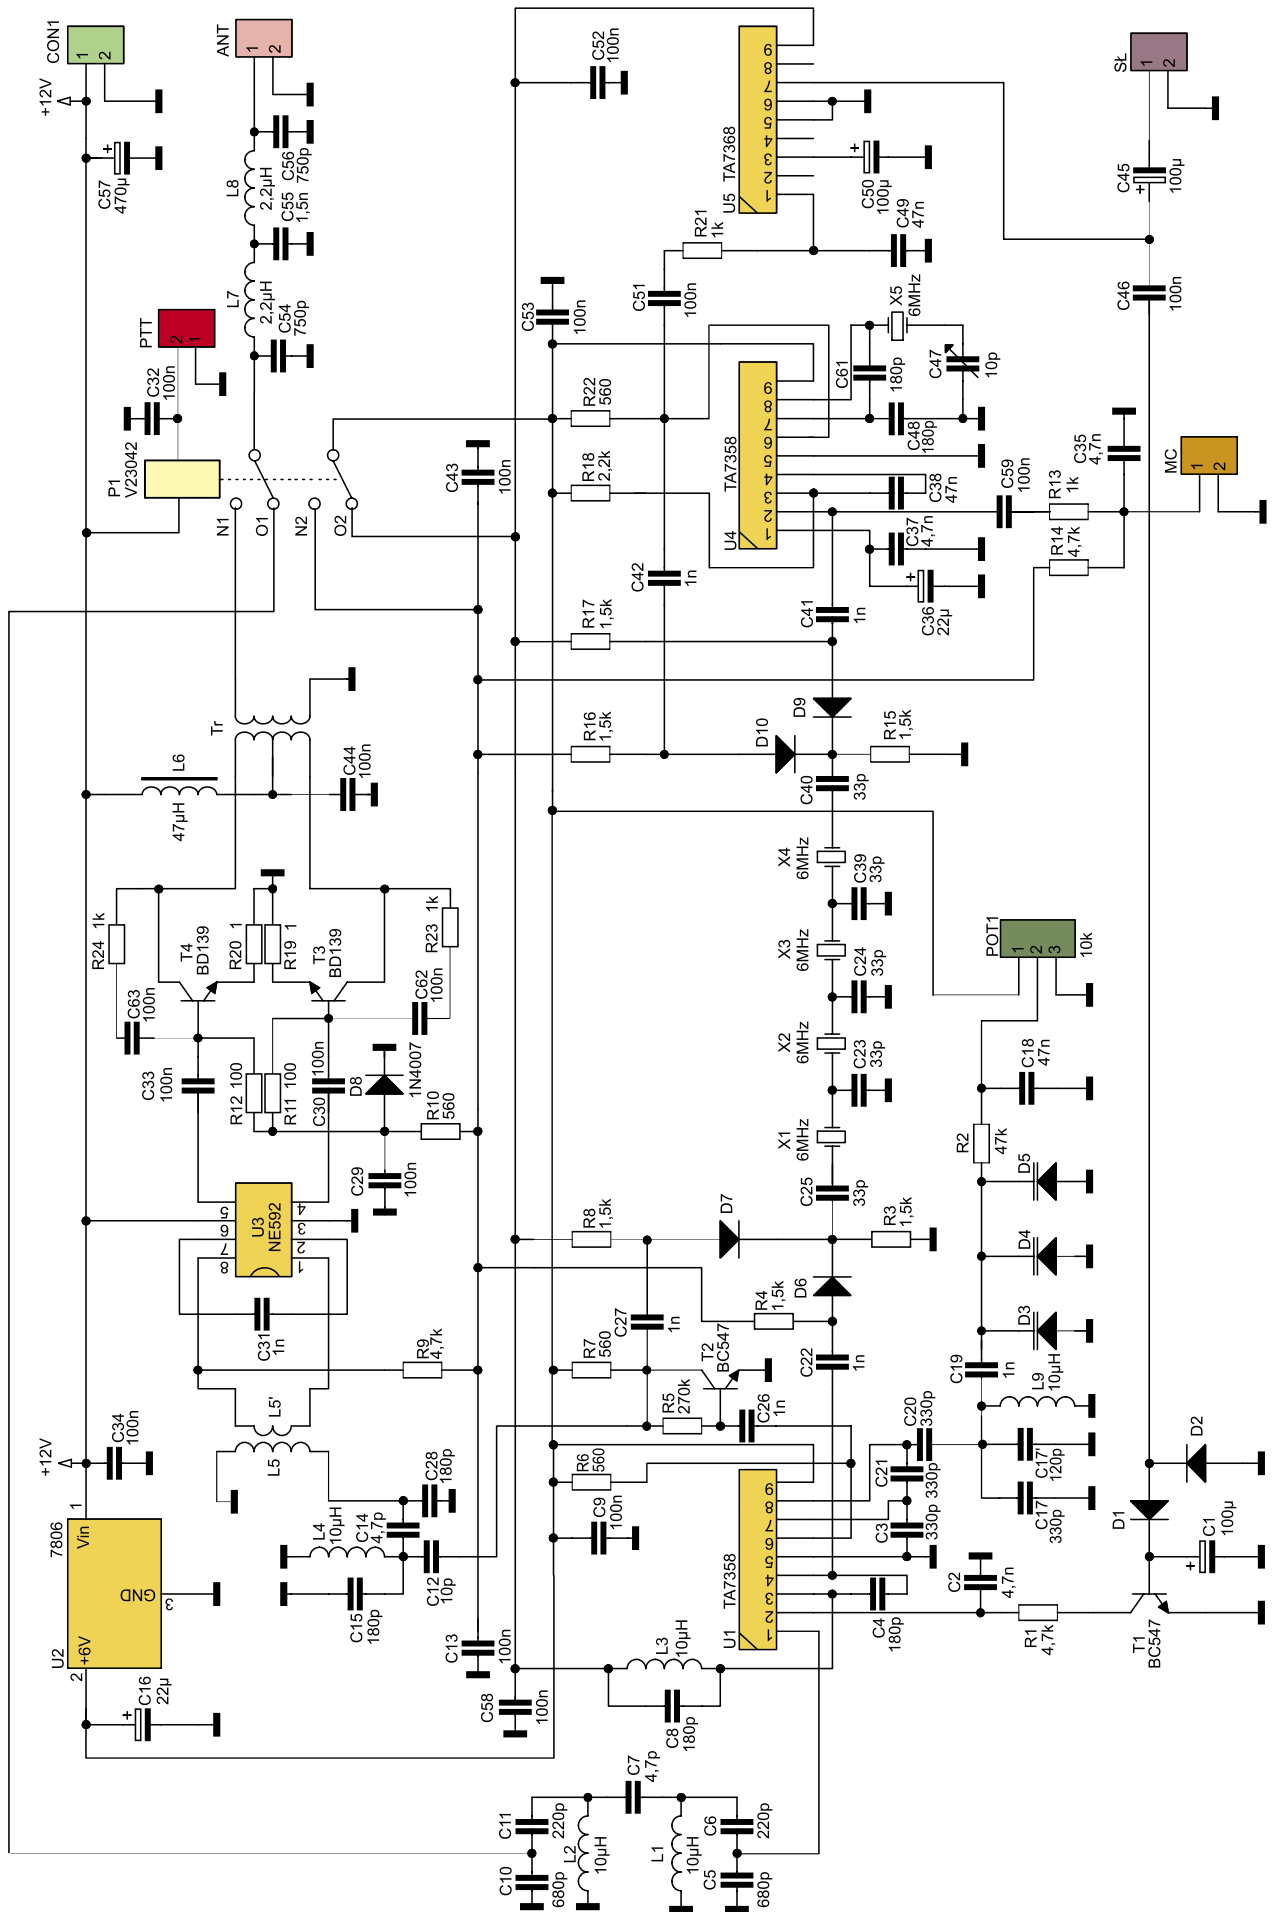 CON1
1
2
+12V
C57
470µ
+
ANT
1
2
C56
750p
L8
2,2µH
C55
1,5n
L7
2,2µH
C54
750p
PTT
2
1
C32
100n
P1
V23042
N1
O1
N2
O2
Tr
L6
47µH
C44
100n
R24 1k
T4
BD139
R20 1
R19 1
T3
BD139
R23 1k
C63
100n
C62
100n
C33
100n
R12 100
R11 100
C30 100n
D8
1N4007
R10
560
C29
100n
U3
NE592
5
6
7
8
4
3
2
1
C31
1n
R9
4,7k
L5'
L5
+12V
C34
100n
C28
180p
L4
10µH
C14
4,7p
C12
10p
C15
180p
U2
7806
Vin
1
GND
3
+6V
2
C16
22µ
+
C13
100n
C58
100n
C52
100n
U5
TA7368
1
2
3
4
5
6
7
8
9
C50
100µ
+
C49
47n
R21
1k
C51
100n
C53
100n
R22
560
R18
2,2k
C43
100n
C42
1n
R17
1,5k
R16
1,5k
U4
TA7358
1
2
3
4
5
6
7
8
9
C61
180p
X5
6MHz
C47
10p
C48
180p
C38
47n
C37
4,7n
C36
22µ
+
C59
100n
R13
1k
R14
4,7k
C35
4,7n
MC
1
2
C41
1n
D9
D10
R15
1,5k
C40
33p
X4
6MHz
C39
33p
X3
6MHz
C24
33p
X2
6MHz
C23
33p
X1
6MHz
C25
33p
D7
R8
1,5k
R3
1,5k
D6
R4
1,5k
C27
1n
R7
560
T2
BC547
C22
1n
R5
270k
C26
1n
R6
560
C9
100n
U1
TA7358
1
2
3
4
5
6
7
8
9
C20
330p
C21
330p
C3
330p
C4
180p
L3
10µH
C8
180p
C7
4,7p
C11
220p
C10
680p
L2
10µH
L1
10µH
C6
220p
C5
680p
SŁ
1
2
C45
100µ
+
C46
100n
POT1
1
2
3
10k
C18
47n
R2
47k
D5
D4
D3
C19
1n
L9
10µH
C17'
120p
C17
330p
C2
4,7n
R1
4,7k
T1
BC547
D1
D2
C1
100µ
+